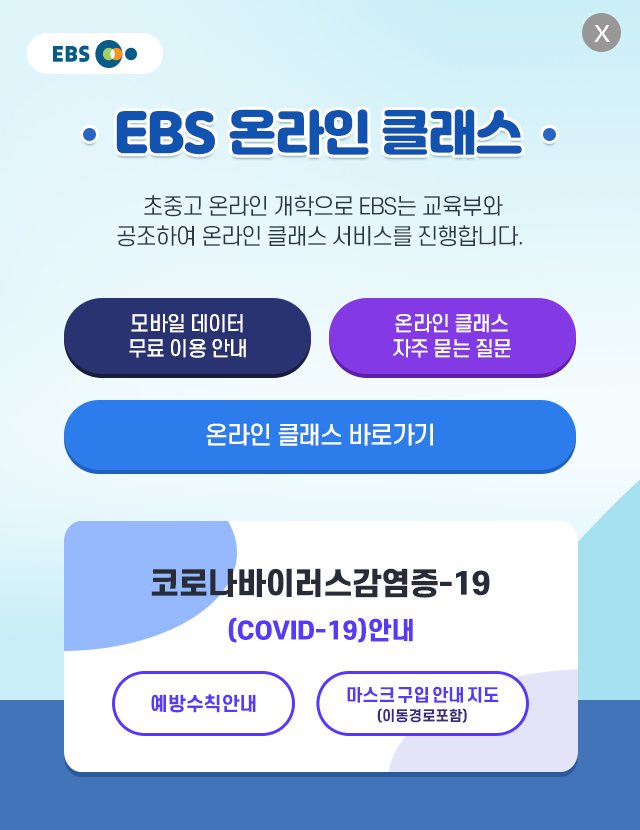 EBS
X
EBS 온라인 클래스
초중고 온라인 개학으로 EBS는 교육부와
공조하여 온라인 클래스 서비스를 진행합니다.
모바일 데이터
무료 이용 안내
온라인 클래스
자주 묻는 질문
온라인 클래스 바로가기
코로나바이러스감염증-19
(COVID-19)안내
예방수칙안내
마스크 구입 안내 지도
(이동경로포함)